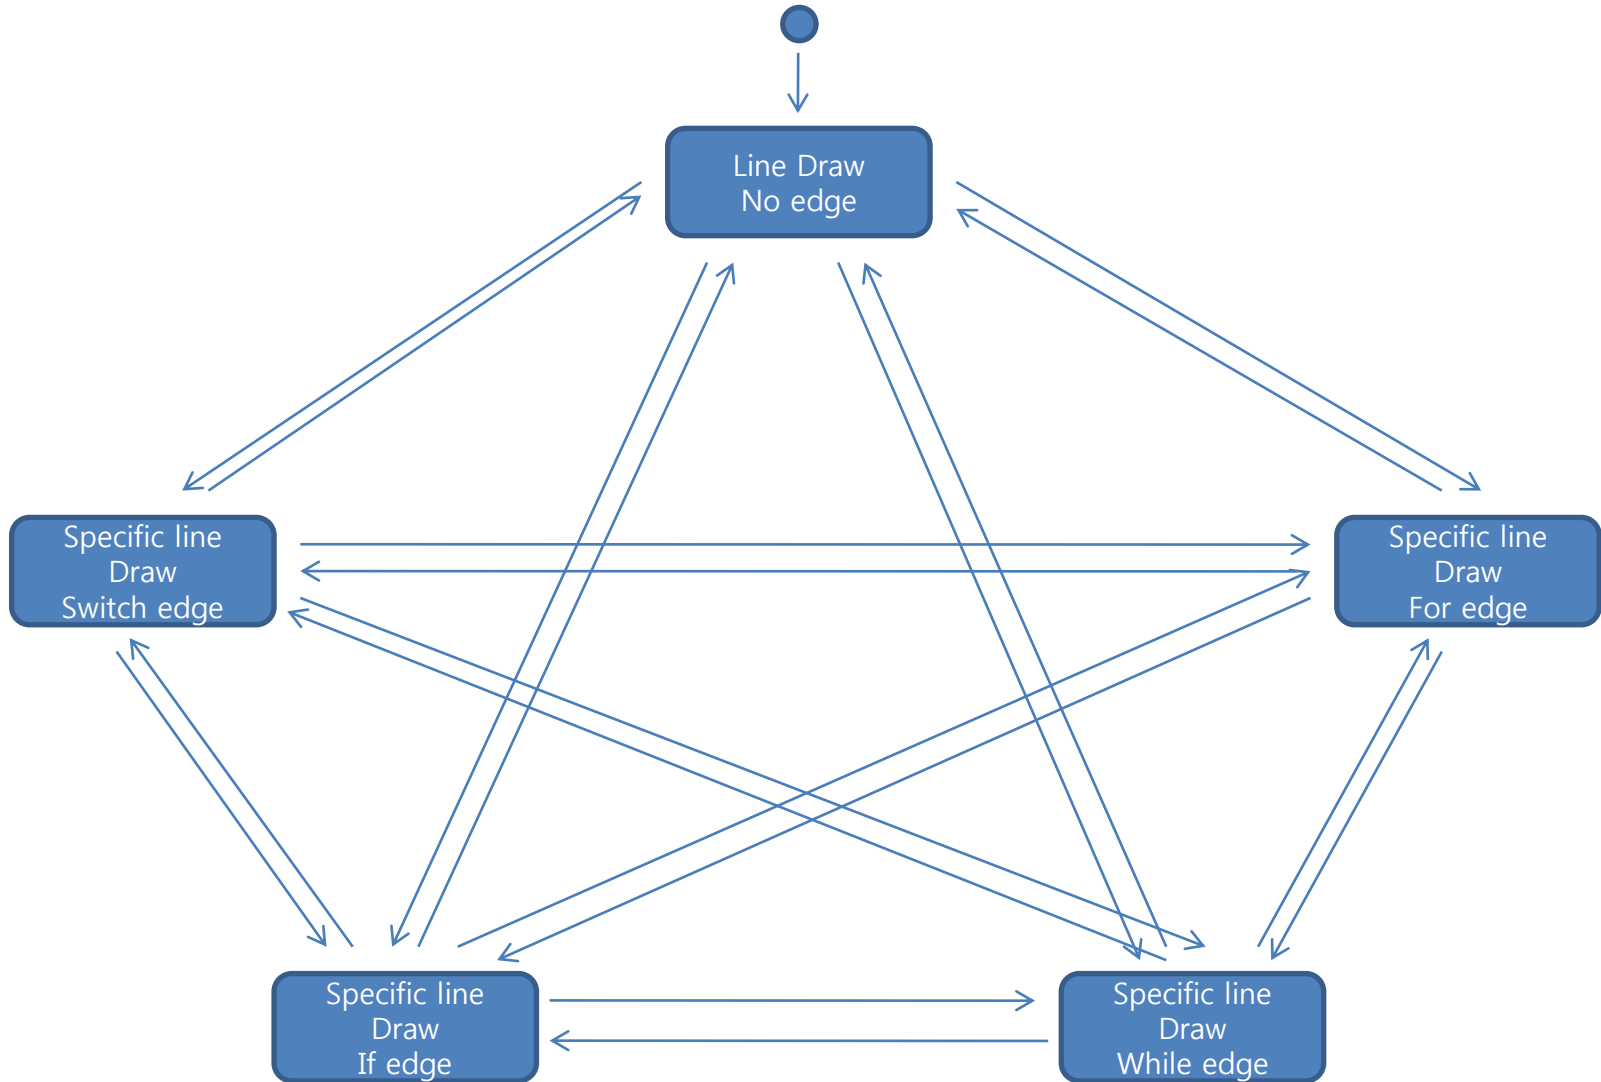 Line Draw
No edge
Specific line
Draw
Switch edge
Specific line
Draw
For edge
Specific line
Draw
If edge
Specific line
Draw
While edge